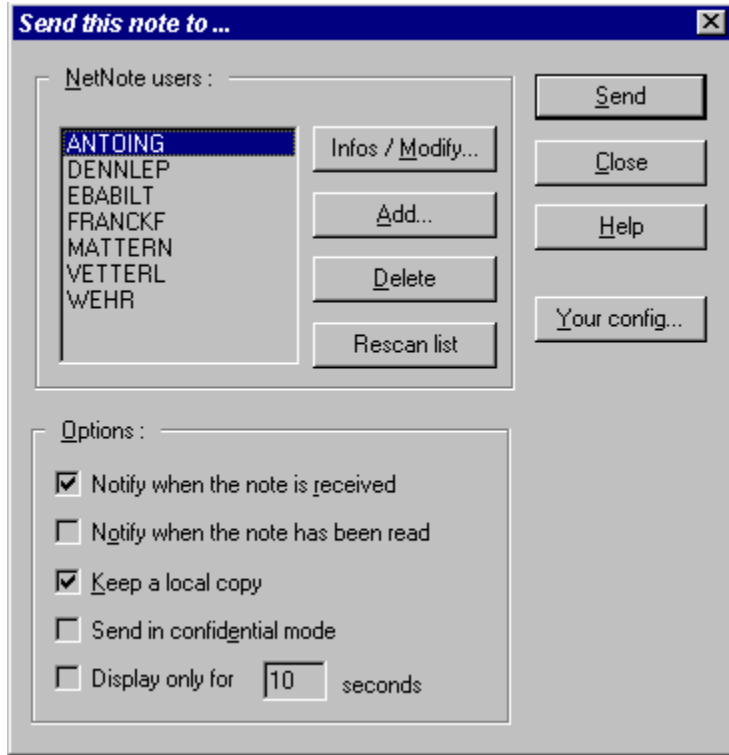 Send this note to ...
NetNote users :
ANTOING
DENNLEP
EBABILT
FRANCKF
MATTERN
VETTERL
WEHR
Infos / Modify...
Add...
Delete
Rescan list
Send
Close
Help
Your config...
Options :
Notify when the note is received
Notify when the note has been read
Keep a local copy
Send in confidential mode
Display only for 10 seconds